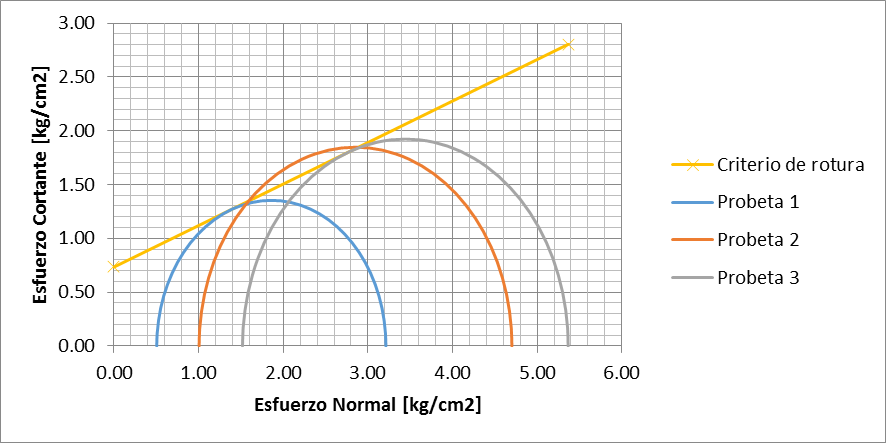 3.00
2.50
2.00
1.50
1.00
0.50
0.00
Esfuerzo Cortante [kg/cm2]
0.00 1.00 2.00 3.00 4.00 5.00 6.00
Esfuerzo Normal [kg/cm2]
Criterio de rotura
Probeta 1
Probeta 2
Probeta 3